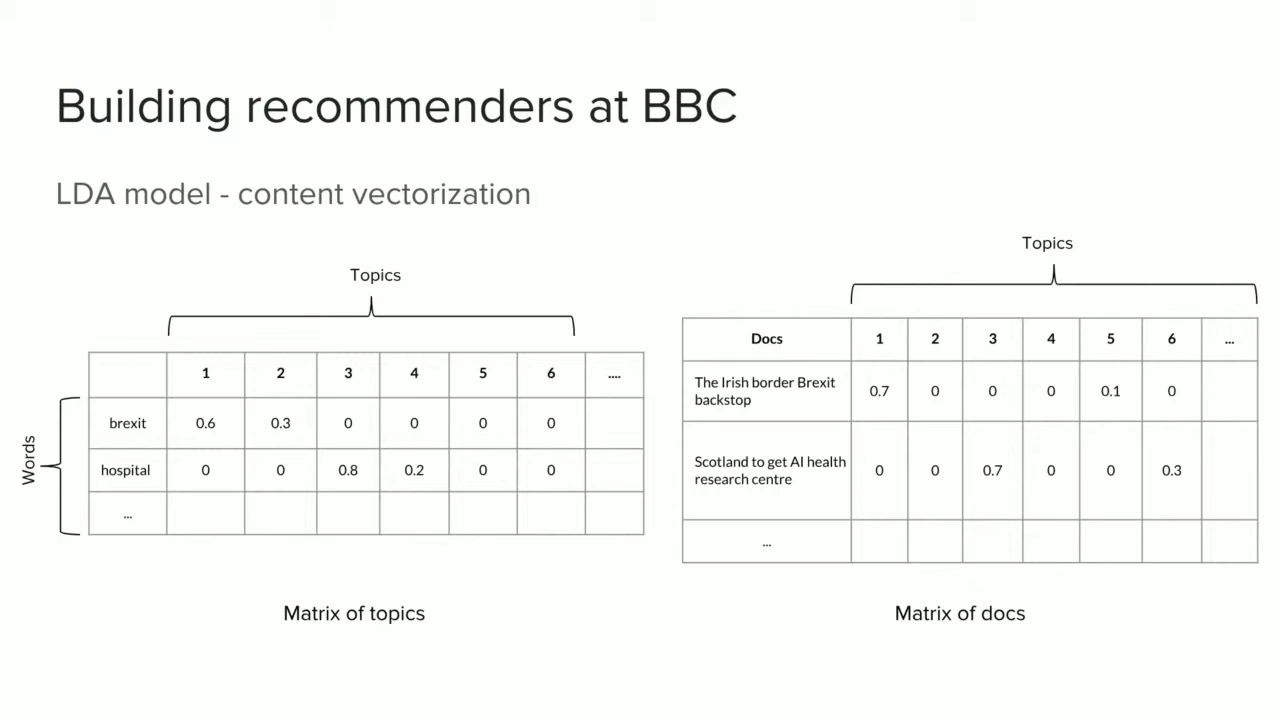 Building recommenders at BBC
LDA model - content vectorization
Topics
1 2 3 4 5 6 ....
Words
brexit 0.6 0.3 0 0 0 0
hospital 0 0 0.8 0.2 0 0
...
Matrix of topics
Topics
Docs 1 2 3 4 5 6 ...
The Irish border Brexit
backstop
0.7 0 0 0 0.1 0
Scotland to get AI health
research centre
0 0 0.7 0 0 0.3
...
Matrix of docs